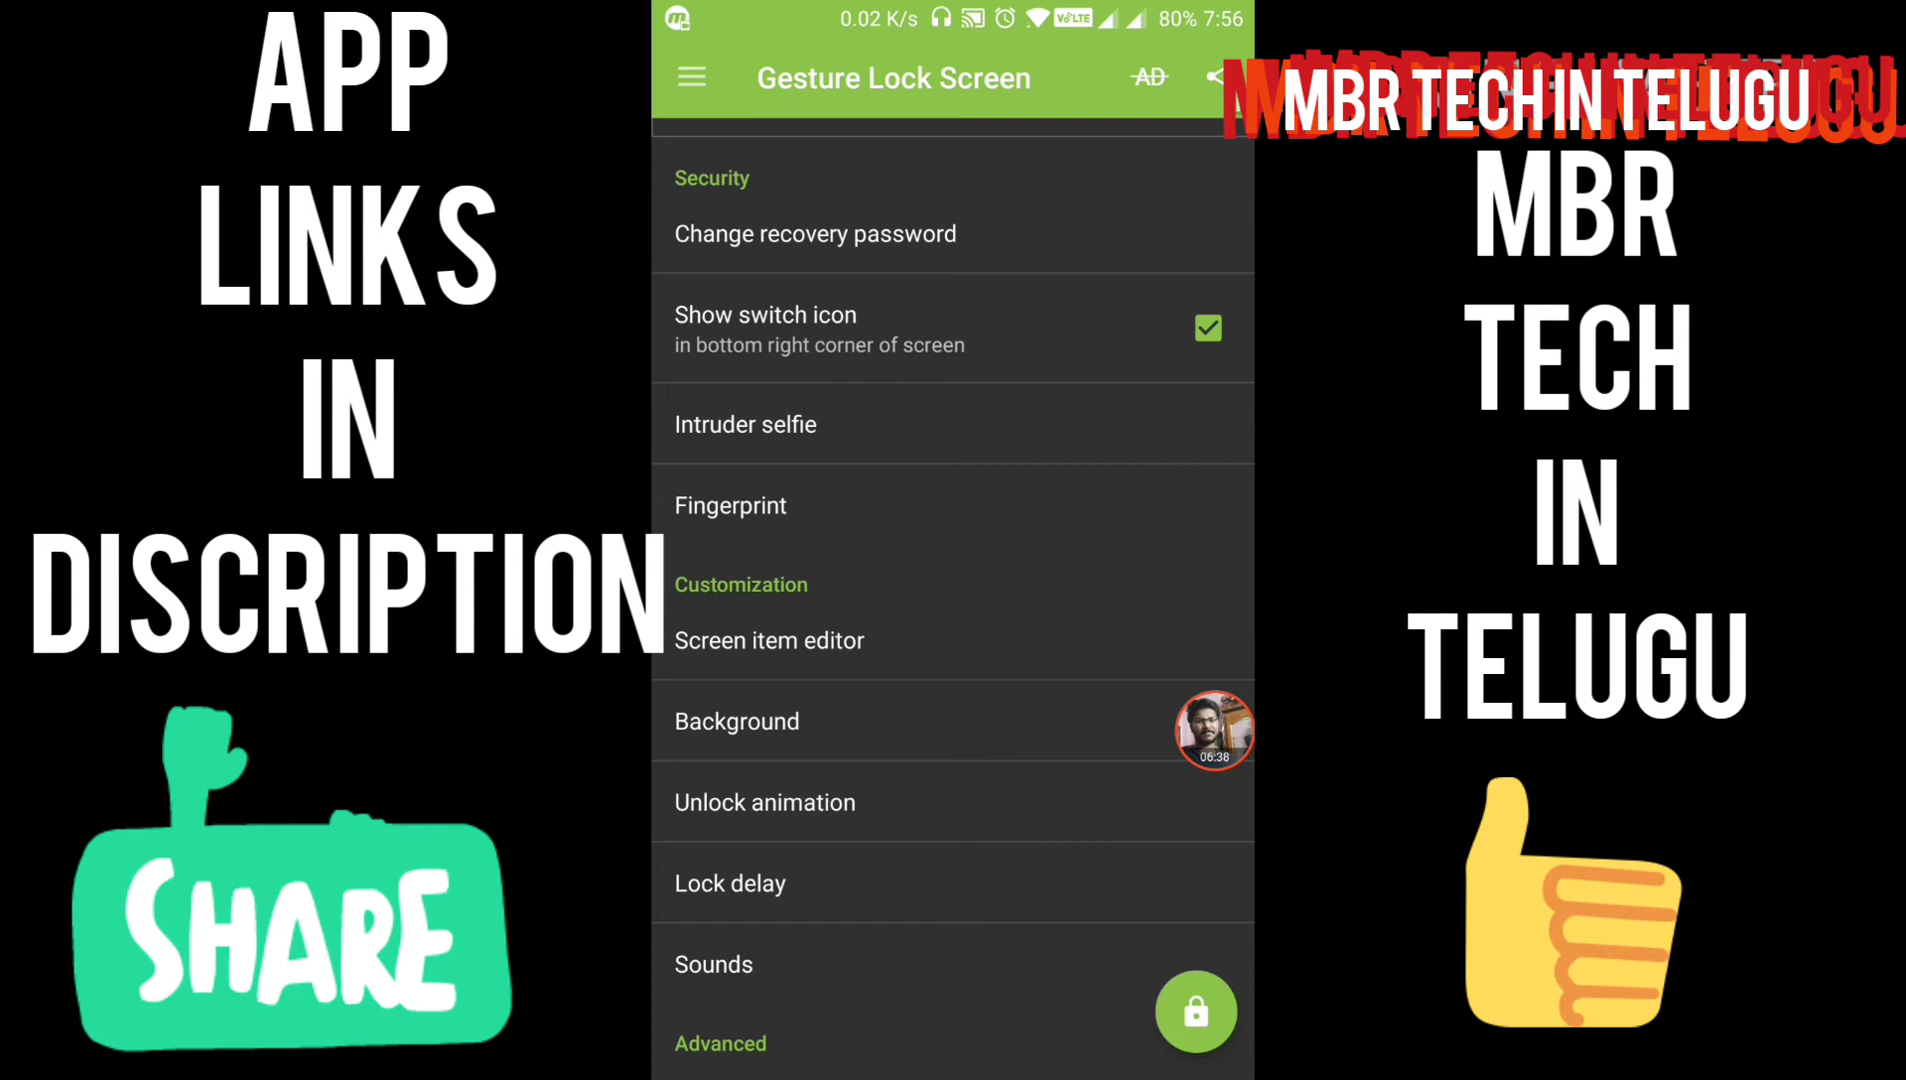 APP
LINKS
IN
DISCRIPTION
SHARE
0.02 K/s VoLTE 80% 7:56
Gesture Lock Screen AD
Security
Change recovery password
Show switch icon
in bottom right corner of screen
Intruder selfie
Fingerprint
Customization
Screen item editor
Background
06:38
Unlock animation
Lock delay
Sounds
Advanced
MBR TECH IN TELUGU
MBR
TECH
IN
TELUGU